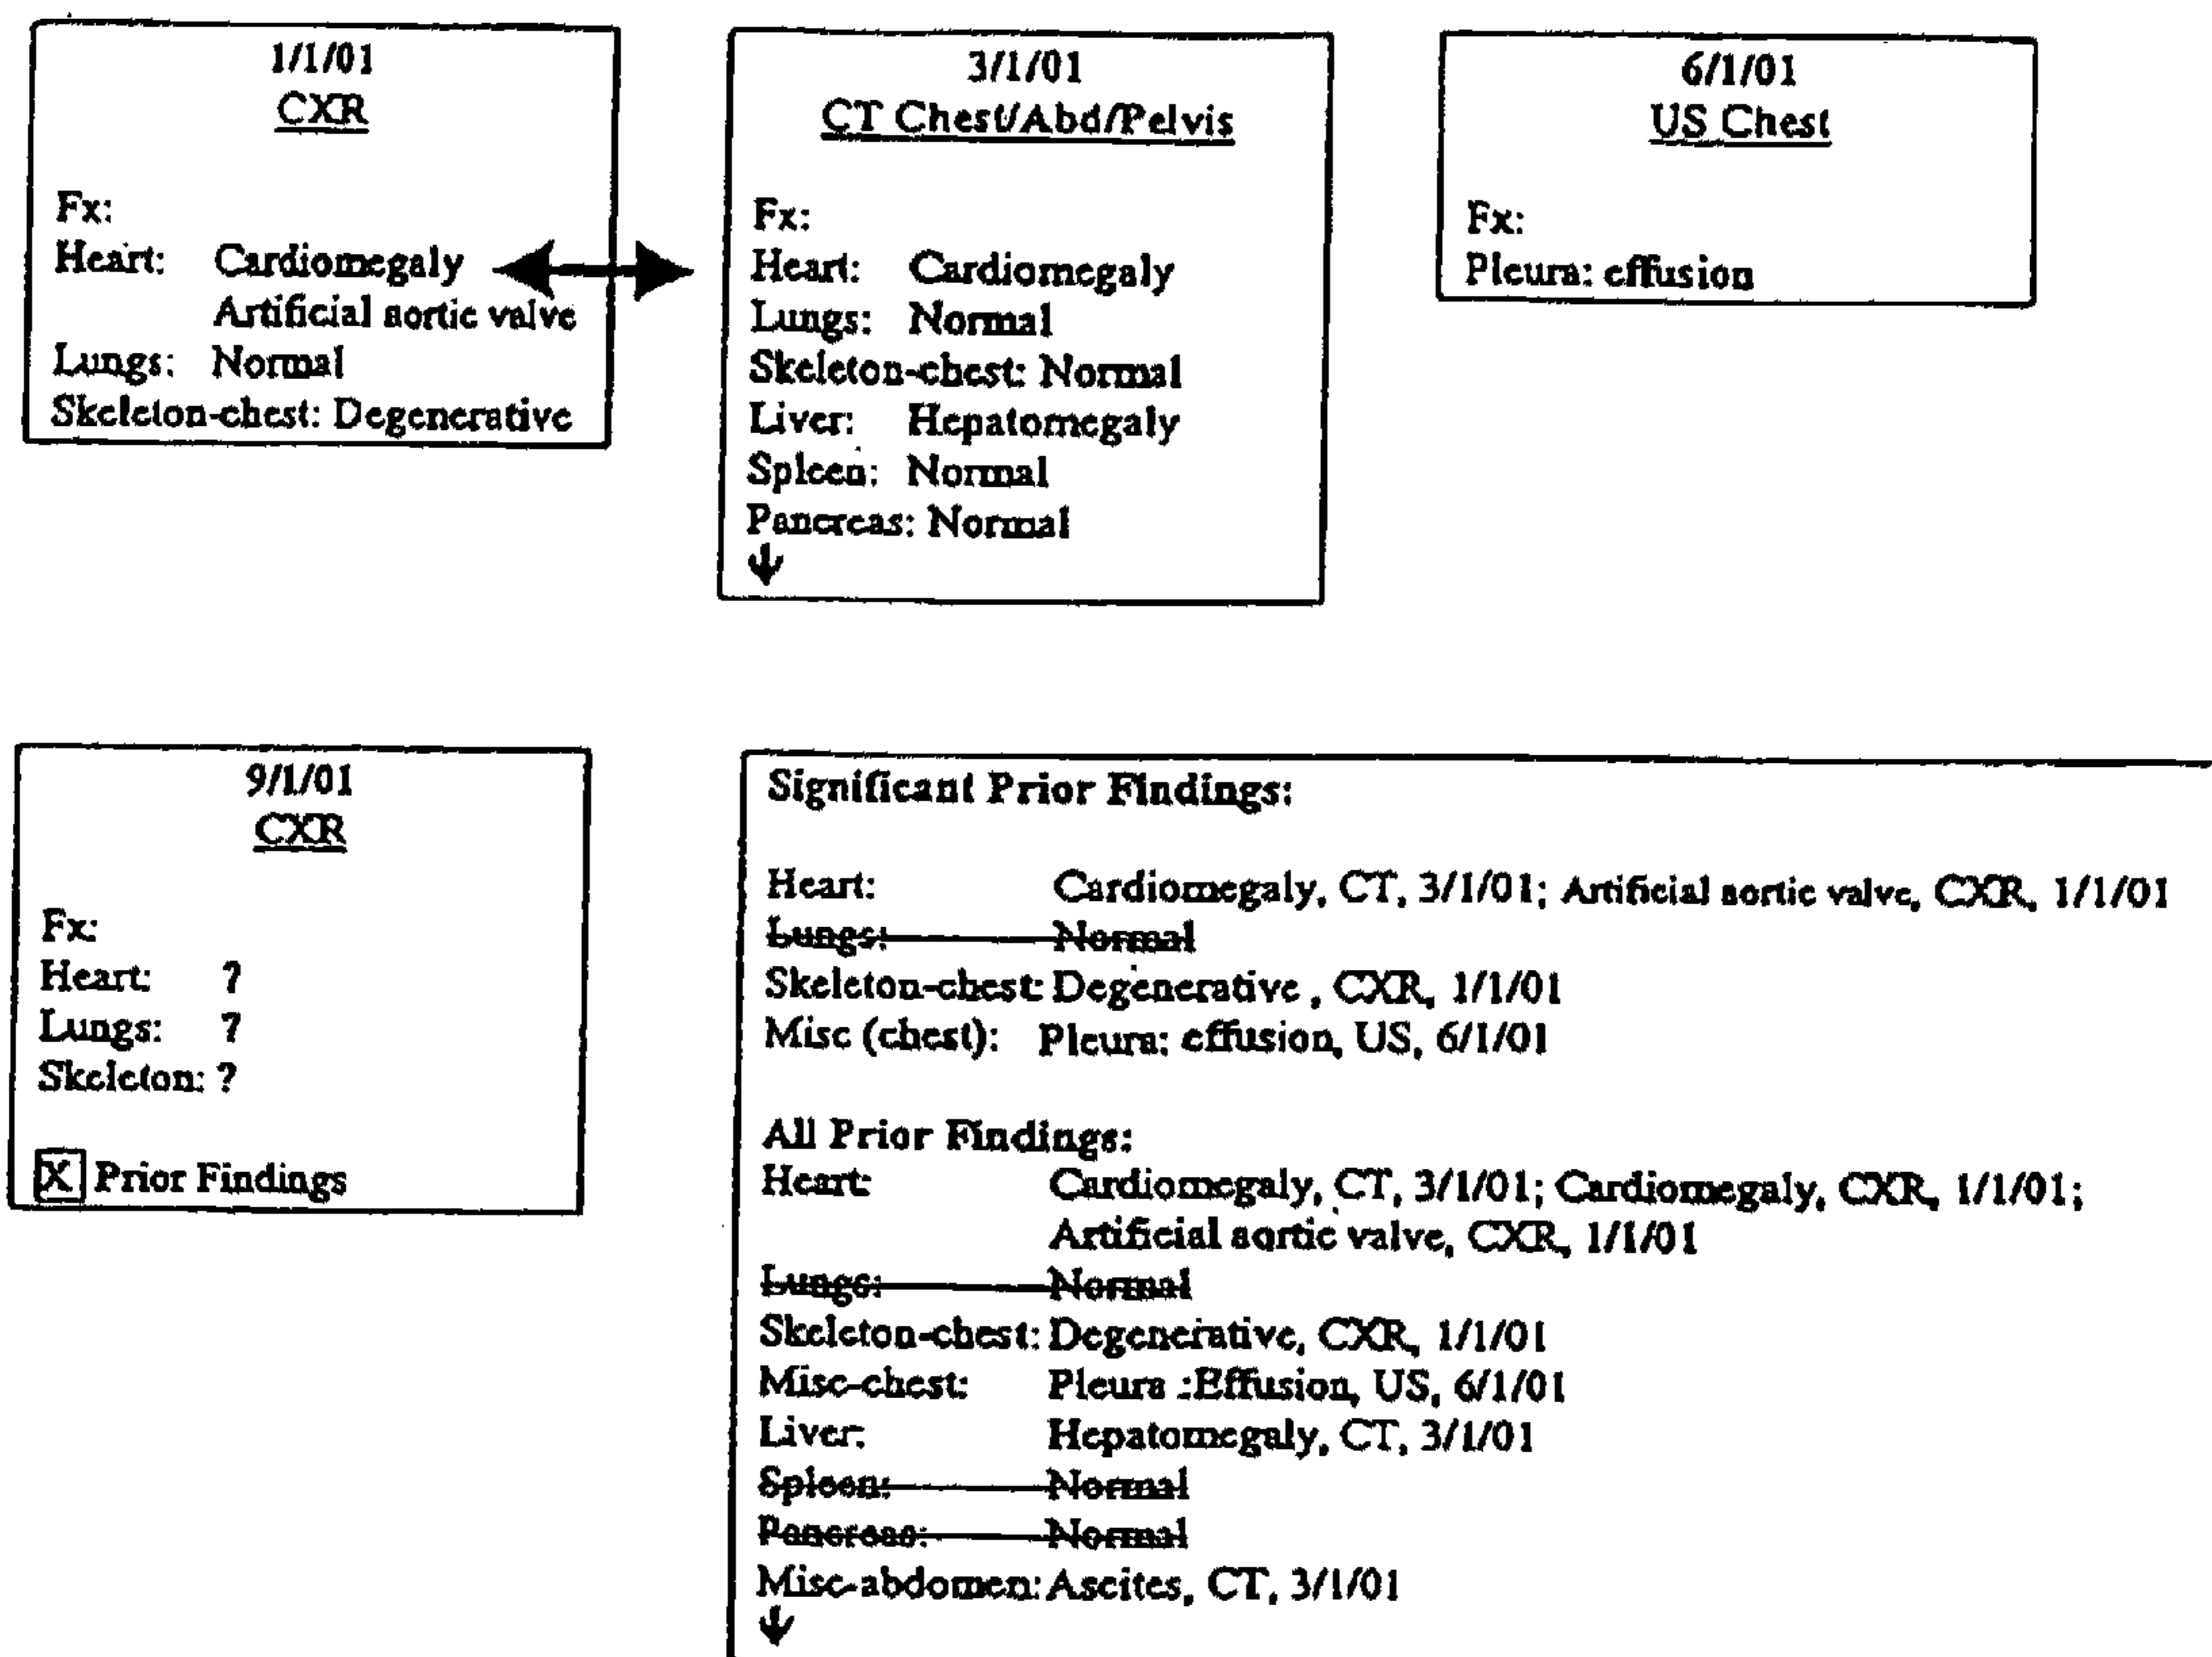 1/1/01
CXR
Fx:
Heart: Cardiomegaly
Artificial aortic valve
Lungs: Normal
Skeleton-chest: Degenerative
3/1/01
CT Chest/Abd/Pelvis
Fx:
Heart: Cardiomegaly
Lungs: Normal
Skeleton-chest: Normal
Liver: Hepatomegaly
Spleen: Normal
Pancreas: Normal
6/1/01
US Chest
Fx:
Pleura: effusion
9/1/01
CXR
Fx:
Heart: ?
Lungs: ?
Skeleton: ?
X Prior Findings
Significant Prior Findings:
Heart: Cardiomegaly, CT, 3/1/01; Artificial aortic valve, CXR, 1/1/01
Lungs: Normal
Skeleton-chest: Degenerative , CXR, 1/1/01
Misc (chest): Pleura: effusion, US, 6/1/01
All Prior Findings:
Heart: Cardiomegaly, CT, 3/1/01; Cardiomegaly, CXR, 1/1/01;
Artificial aortic valve, CXR, 1/1/01
Lungs: Normal
Skeleton-chest: Degenerative, CXR, 1/1/01
Misc-chest: Pleura :Effusion, US, 6/1/01
Liver: Hepatomegaly, CT, 3/1/01
Spleen: Normal
Pancreas: Normal
Misc-abdomen: Ascites, CT, 3/1/01